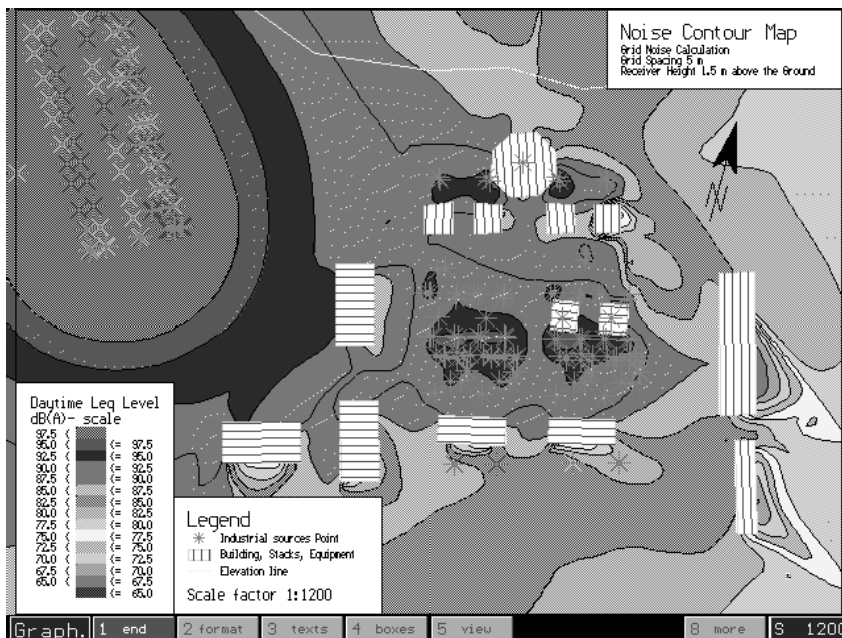 Noise Contour Map
Grid Noise Calculation
Grid Spacing 5 m
Receiver Height 1.5 m above the Ground
N
Daytime Leq Level
dB(A)- scale
97.5 <
95.0 < <= 97.5
92.5 < <= 95.0
90.0 < <= 92.5
87.5 < <= 90.0
85.0 < <= 87.5
82.5 < <= 85.0
80.0 < <= 82.5
77.5 < <= 80.0
75.0 < <= 77.5
72.5 < <= 75.0
70.0 < <= 72.5
67.5 < <= 70.0
65.0 < <= 67.5
<= 65.0
Legend
Industrial sources Point
Building, Stacks, Equipment
Elevation line
Scale factor 1:1200
Graph. 1 end 2 format 3 texts 4 boxes 5 view 8 more S 1200